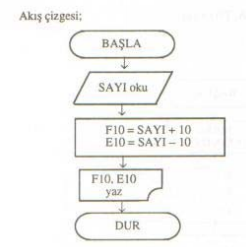 Akış çizgesi;
BAŞLA
SAYI oku
F10 = SAYI + 10
E10 = SAYI – 10
F10, E10
yaz
DUR